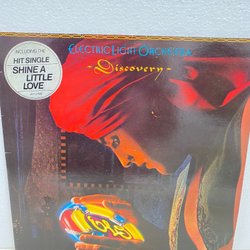 INCLUDING THE
HIT SINGLE
SHINE A
LITTLE
LOVE
ELECTRIC LIGHT ORCHESTRA
Discovery